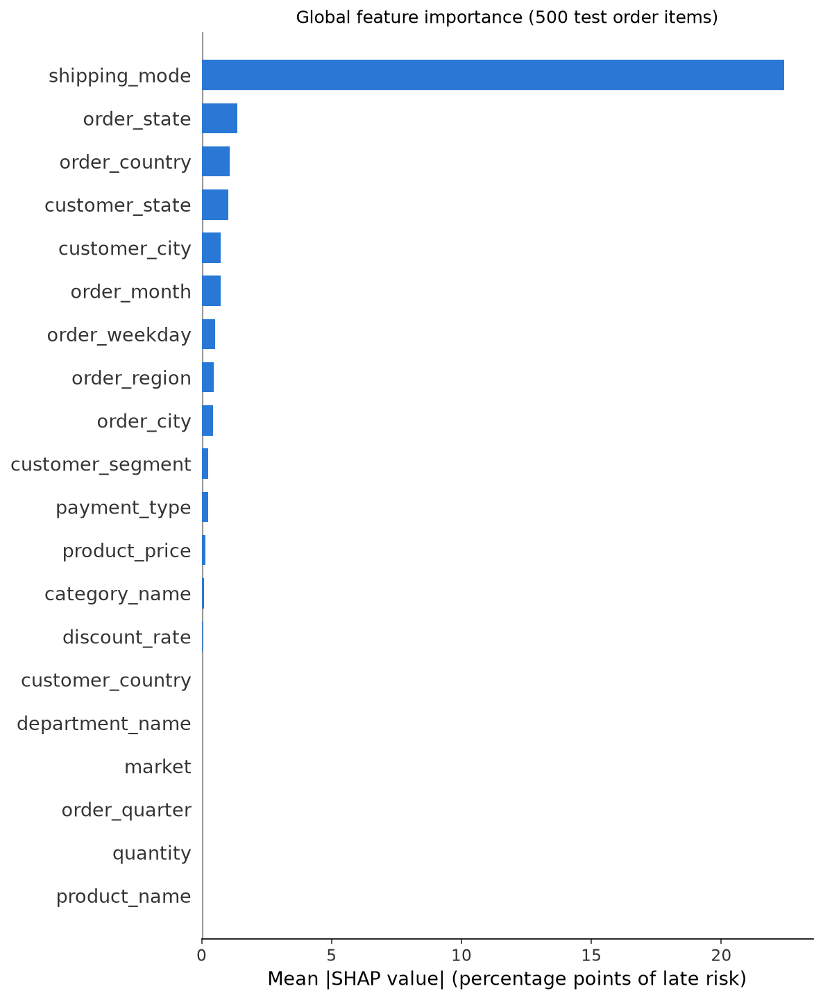 Global feature importance (500 test order items)
shipping_mode
order_state
order_country
customer_state
customer_city
order_month
order_weekday
order_region
order_city
customer_segment
payment_type
product_price
category_name
discount_rate
customer_country
department_name
market
order_quarter
quantity
product_name
0 5 10 15 20
Mean |SHAP value| (percentage points of late risk)